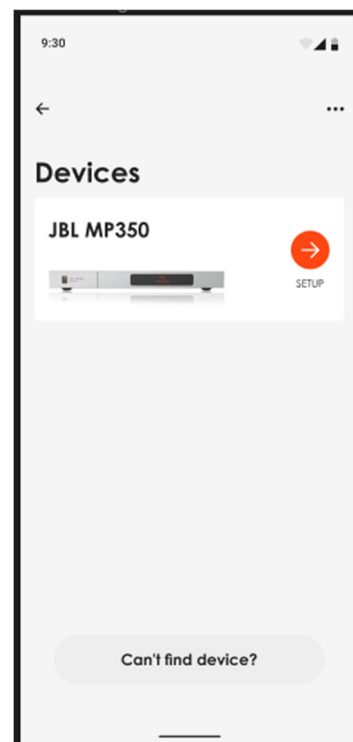 9:30
Devices
JBL MP350
SETUP
Can't find device?